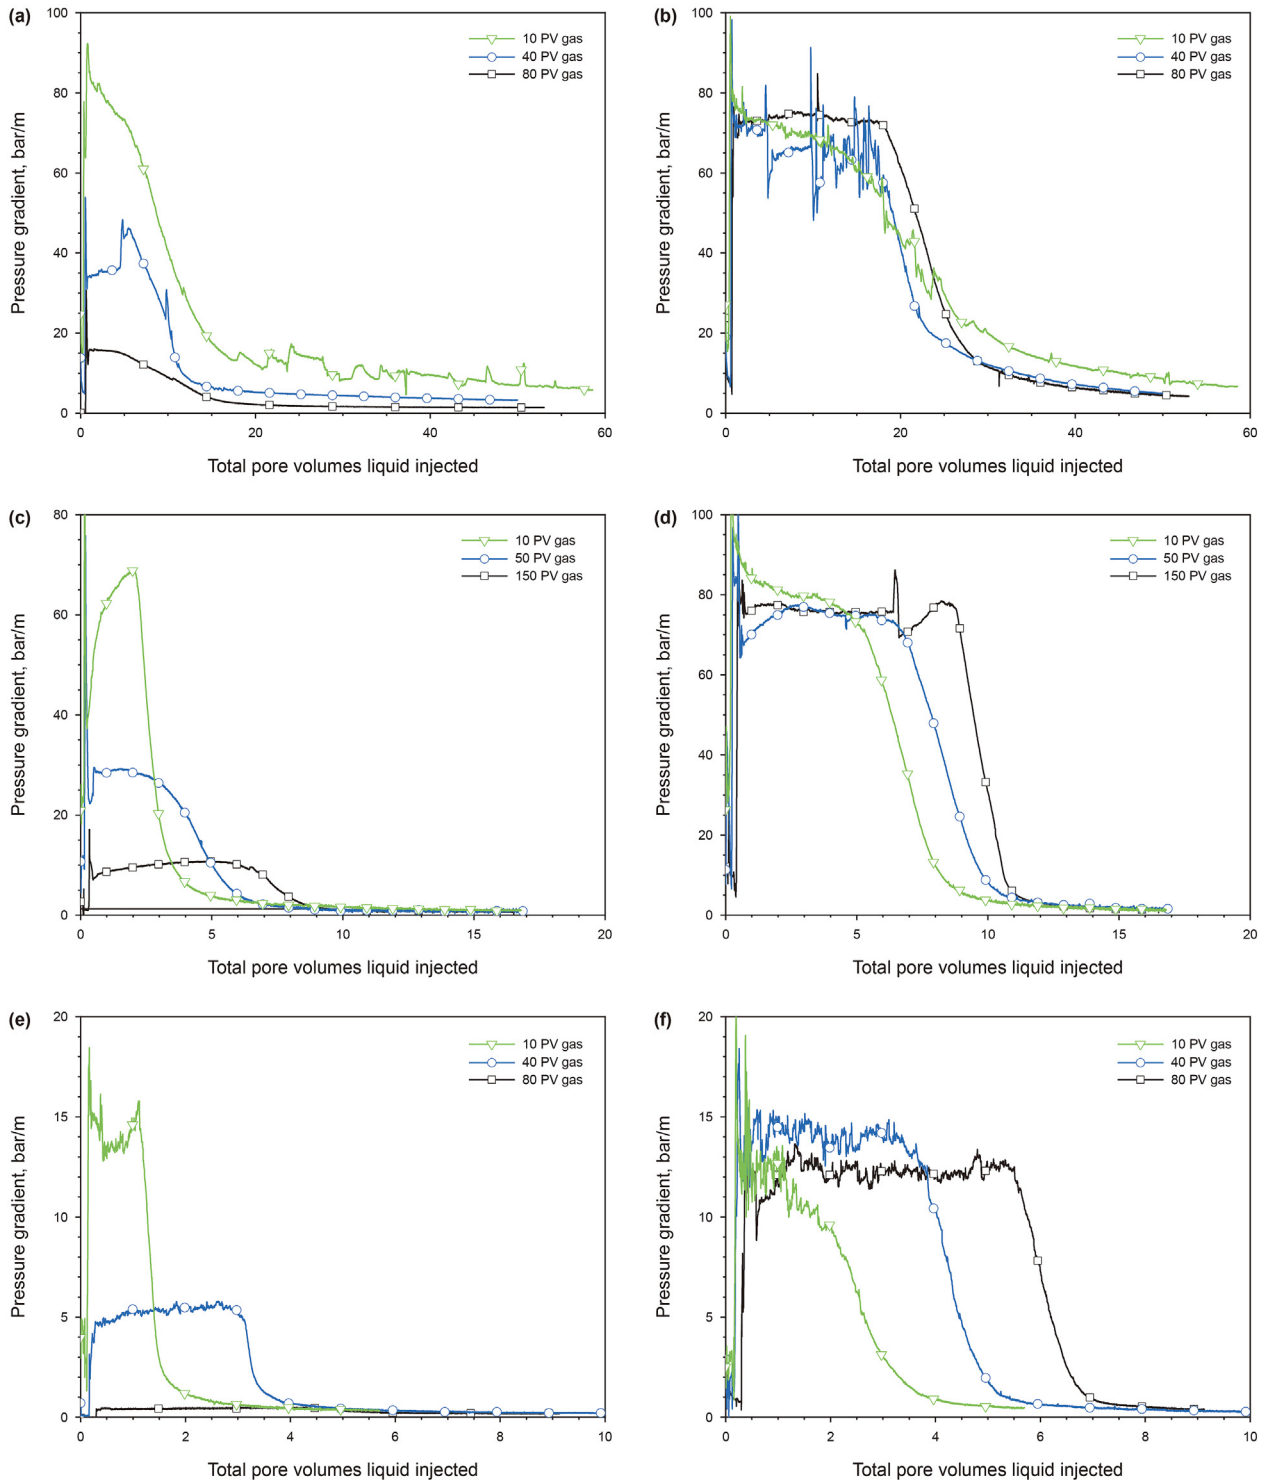 (a)
100
80
60
40
20
0
0 20 40 60
Pressure gradient, bar/m
Total pore volumes liquid injected
10 PV gas
40 PV gas
80 PV gas
(b)
100
80
60
40
20
0
0 20 40 60
Pressure gradient, bar/m
Total pore volumes liquid injected
10 PV gas
40 PV gas
80 PV gas
(c)
80
60
40
20
0
0 5 10 15 20
Pressure gradient, bar/m
Total pore volumes liquid injected
10 PV gas
50 PV gas
150 PV gas
(d)
100
80
60
40
20
0
0 5 10 15 20
Pressure gradient, bar/m
Total pore volumes liquid injected
10 PV gas
50 PV gas
150 PV gas
(e)
20
15
10
5
0
0 2 4 6 8 10
Pressure gradient, bar/m
Total pore volumes liquid injected
10 PV gas
40 PV gas
80 PV gas
(f)
20
15
10
5
0
0 2 4 6 8 10
Pressure gradient, bar/m
Total pore volumes liquid injected
10 PV gas
40 PV gas
80 PV gas